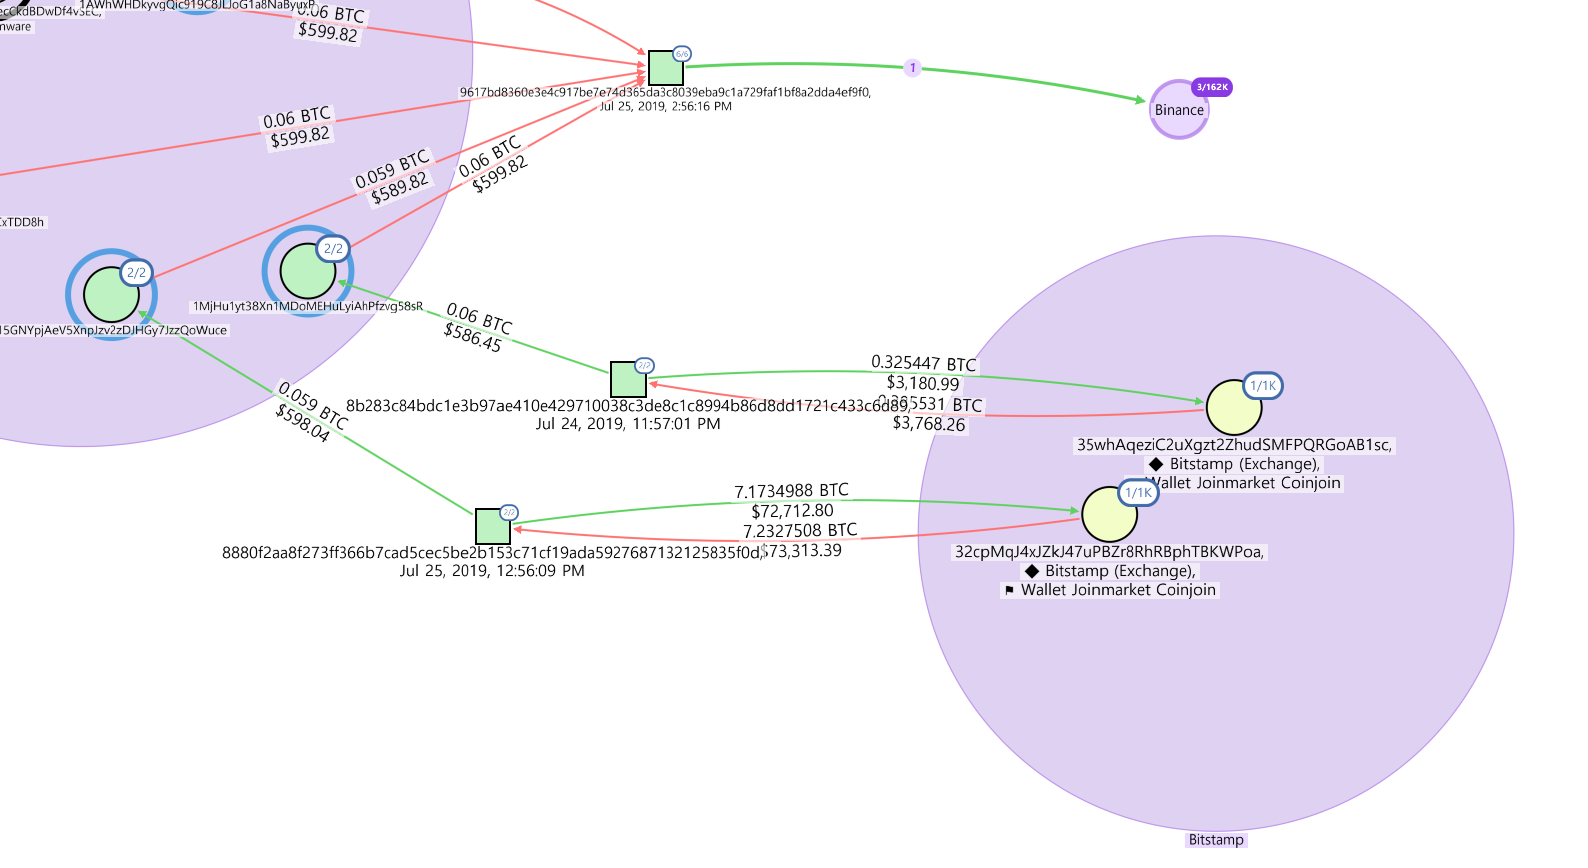 1AWhWHDkyvgQic919C8JLJoG1a8NaByuxP
ecCkdBDwDf4v5EC,
mware
0.06 BTC
$599.82
6/6
9617bd8360e3e4c917be7e74d365da3c8039eba9c1a729faf1bf8a2dda4ef9f0,
Jul 25, 2019, 2:56:16 PM
1
3/162K
Binance
0.06 BTC
$599.82
0.059 BTC
$589.82
0.06 BTC
$599.82
xTDD8h
2/2
2/2
1MjHu1yt38Xn1MDoMEHuLyiAhPfzvg58sR
15GNYpjAeV5XnpJzv2zDJHGy7JzzQoWuce
0.06 BTC
$586.45
2/2
0.325447 BTC
$3,180.99
BTC
$3,768.26
8b283c84bdc1e3b97ae410e429710038c3de8c1c8994b86d8dd1721c433c6d89,
Jul 24, 2019, 11:57:01 PM
1/1K
35whAqeziC2uXgzt2ZhudSMFPQRGoAB1sc,
◆ Bitstamp (Exchange),
Wallet Joinmarket Coinjoin
0.059 BTC
$598.04
2/2
7.1734988 BTC
$72,712.80
7.2327508 BTC
$73,313.39
8880f2aa8f273ff366b7cad5cec5be2b153c71cf19ada5927687132125835f0d,
Jul 25, 2019, 12:56:09 PM
1/1K
32cpMqJ4xJZkJ47uPBZr8RhRBphTBKWPoa,
◆ Bitstamp (Exchange),
⚑ Wallet Joinmarket Coinjoin
Bitstamp